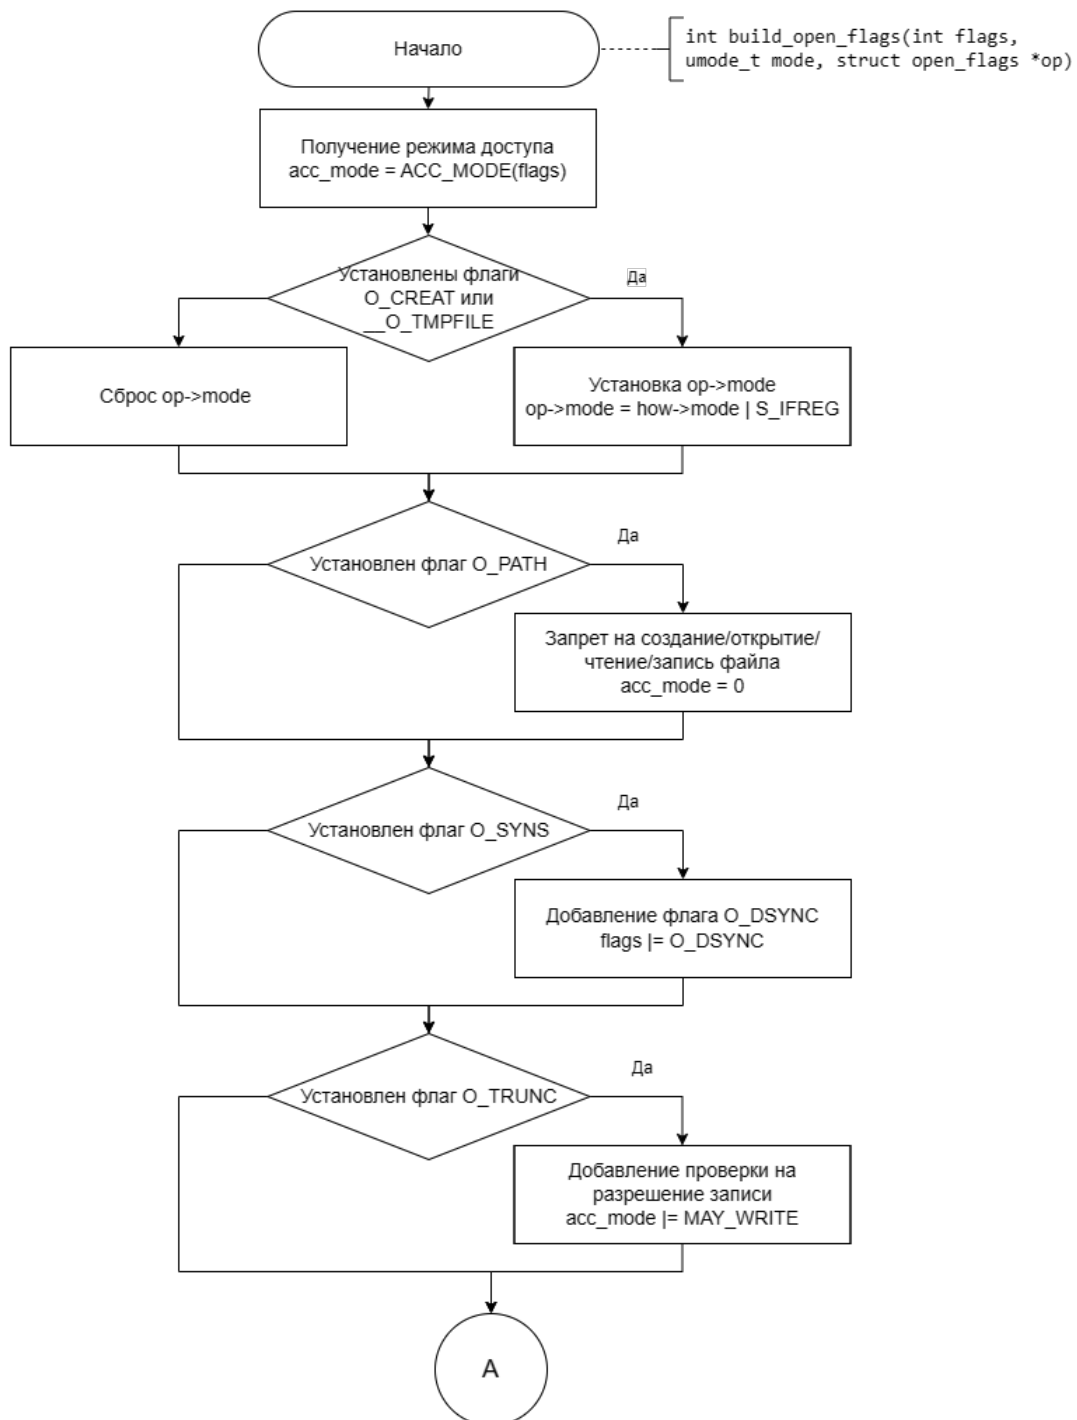 Начало
int build_open_flags(int flags,
umode_t mode, struct open_flags *op)
Получение режима доступа
acc_mode = ACC_MODE(flags)
Установлены флаги
O_CREAT или
__O_TMPFILE
Да
Сброс op->mode
Установка op->mode
op->mode = how->mode | S_IFREG
Установлен флаг O_PATH
Да
Запрет на создание/открытие/
чтение/запись файла
acc_mode = 0
Установлен флаг O_SYNS
Да
Добавление флага O_DSYNC
flags |= O_DSYNC
Установлен флаг O_TRUNC
Да
Добавление проверки на
разрешение записи
acc_mode |= MAY_WRITE
A